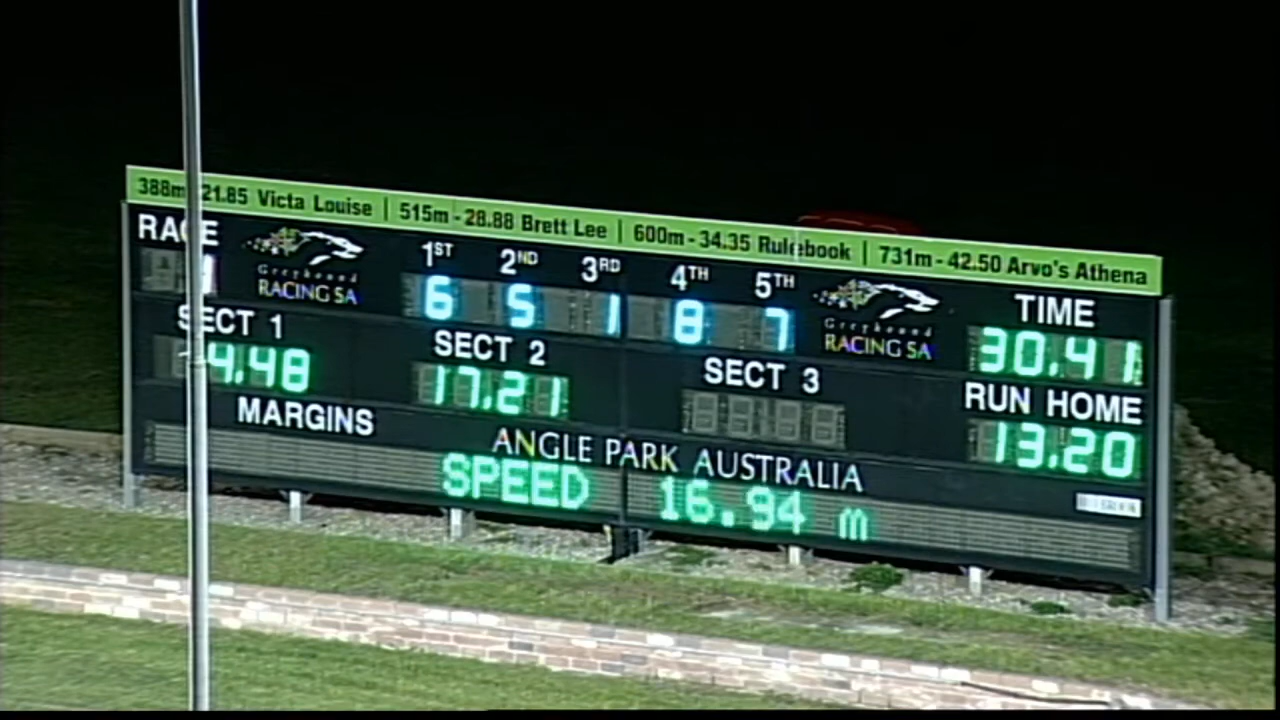 388m 21.85 Victa Louise | 515m - 28.88 Brett Lee | 600m - 34.35 Rulebook | 731m - 42.50 Arvo's Athena
RACE 1ST 2ND 3RD 4TH 5TH TIME
1 Greyhound RACING SA 6 5 1 8 7 Greyhound RACING SA 30.41
SECT 1 SECT 2 SECT 3 RUN HOME
4.48 17.21 13.20
MARGINS ANGLE PARK AUSTRALIA
SPEED 16.94 m